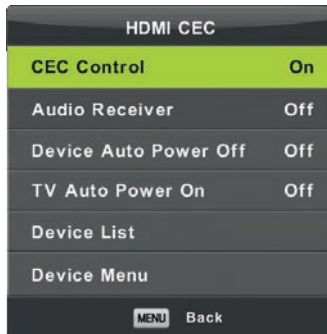 HDMI CEC
CEC Control On
Audio Receiver Off
Device Auto Power Off Off
TV Auto Power On Off
Device List
Device Menu
MENU Back